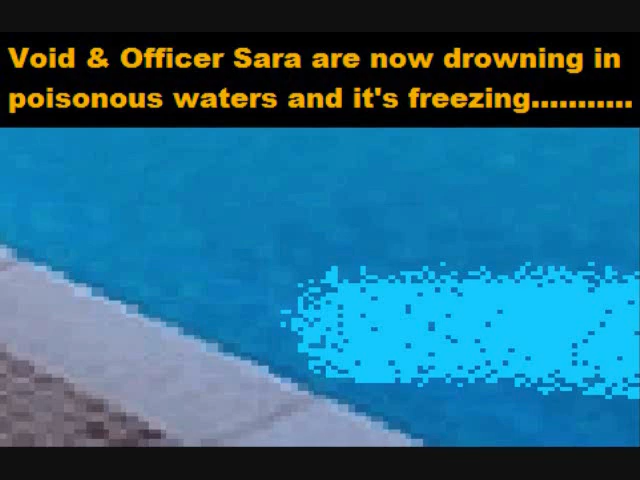 Void & Officer Sara are now drowning in
poisonous waters and it's freezing...........